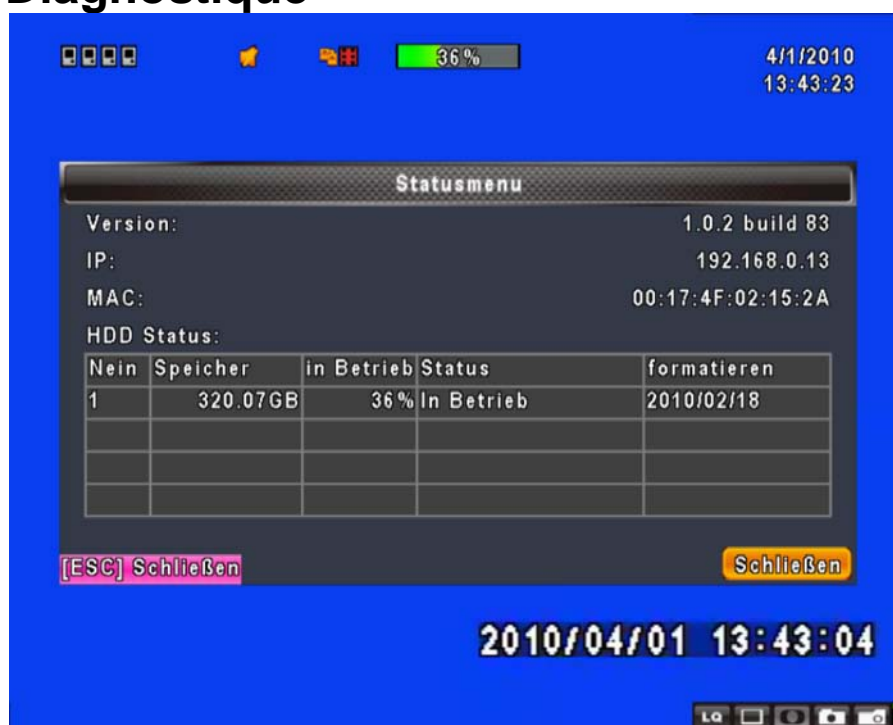 Diagnostique
36%
4/1/2010
13:43:23
Statusmenu
Version: 1.0.2 build 83
IP: 192.168.0.13
MAC: 00:17:4F:02:15:2A
HDD Status:
Nein Speicher in Betrieb Status formatieren
1 320.07GB 36% In Betrieb 2010/02/18
[ESC] Schließen
Schließen
2010/04/01 13:43:04
LQ